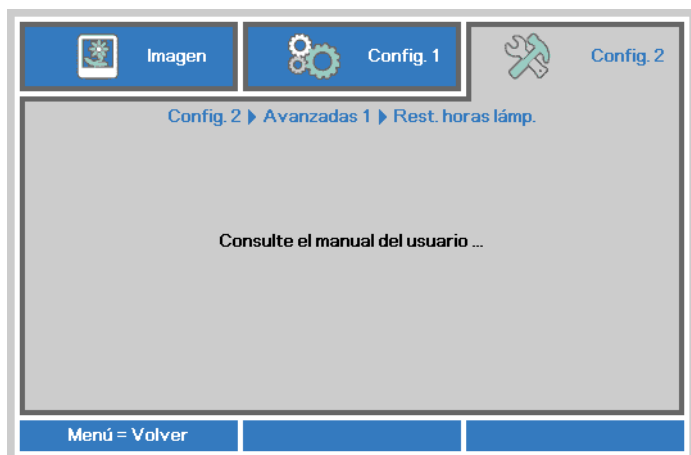 Imagen
Config. 1
Config. 2
Config. 2 ▶ Avanzadas 1 ▶ Rest. horas lámp.
Consulte el manual del usuario ...
Menú = Volver